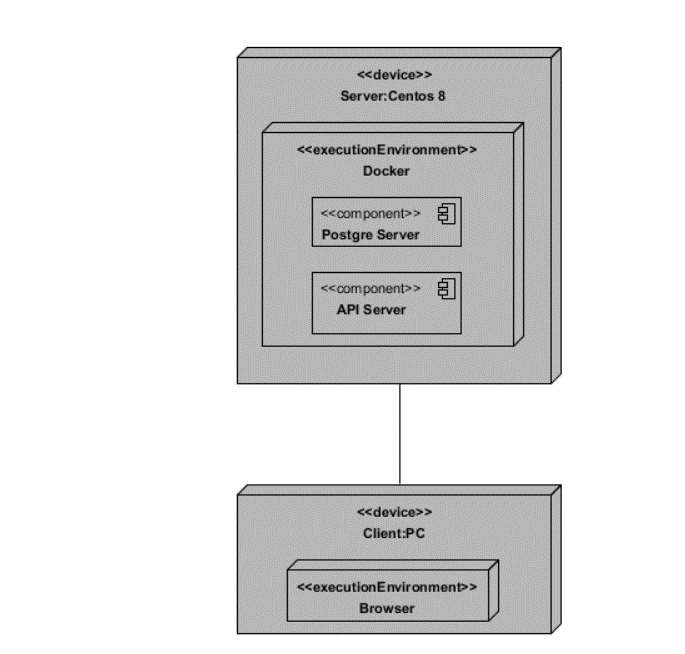 <<device>>
Server:Centos 8
<<executionEnvironment>>
Docker
<<component>>
Postgre Server
<<component>>
API Server
<<device>>
Client:PC
<<executionEnvironment>>
Browser